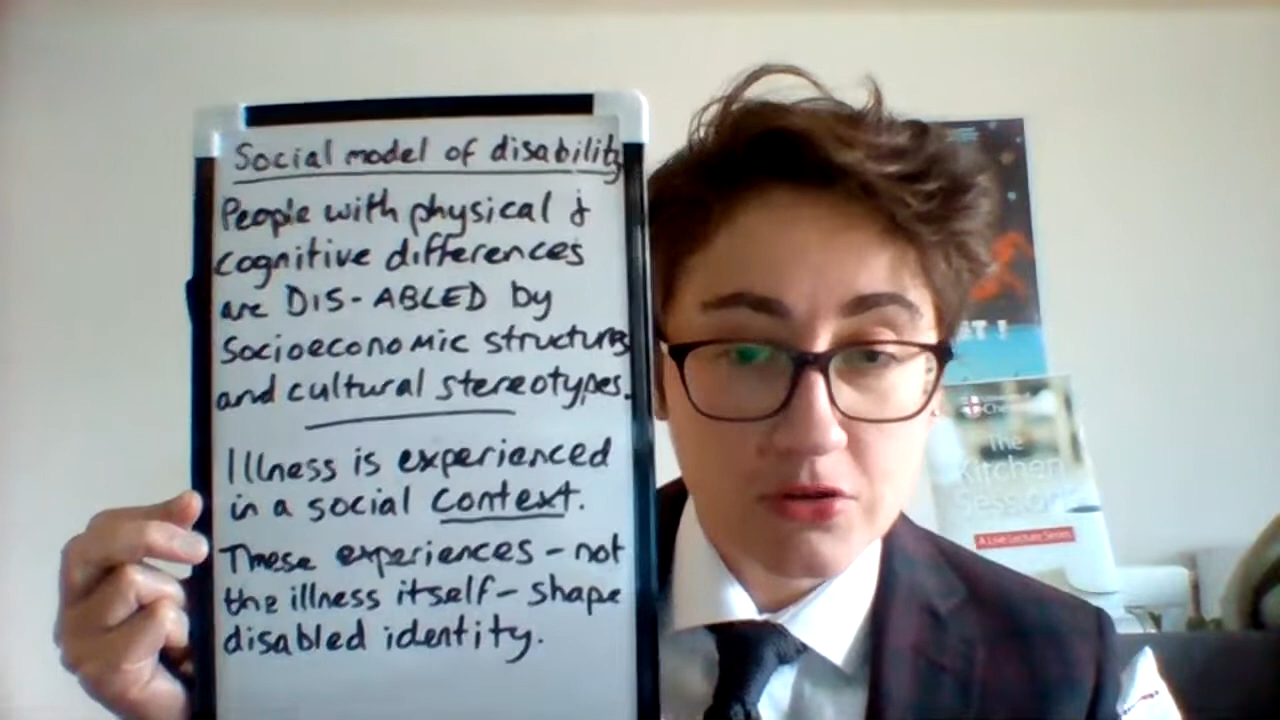 Social model of disability
People with physical &
cognitive differences
are DIS-ABLED by
socioeconomic structures
and cultural stereotypes.
Illness is experienced
in a social context.
These experiences - not
the illness itself - shape
disabled identity.
The
Kitchen
Session
A Live Lecture Series